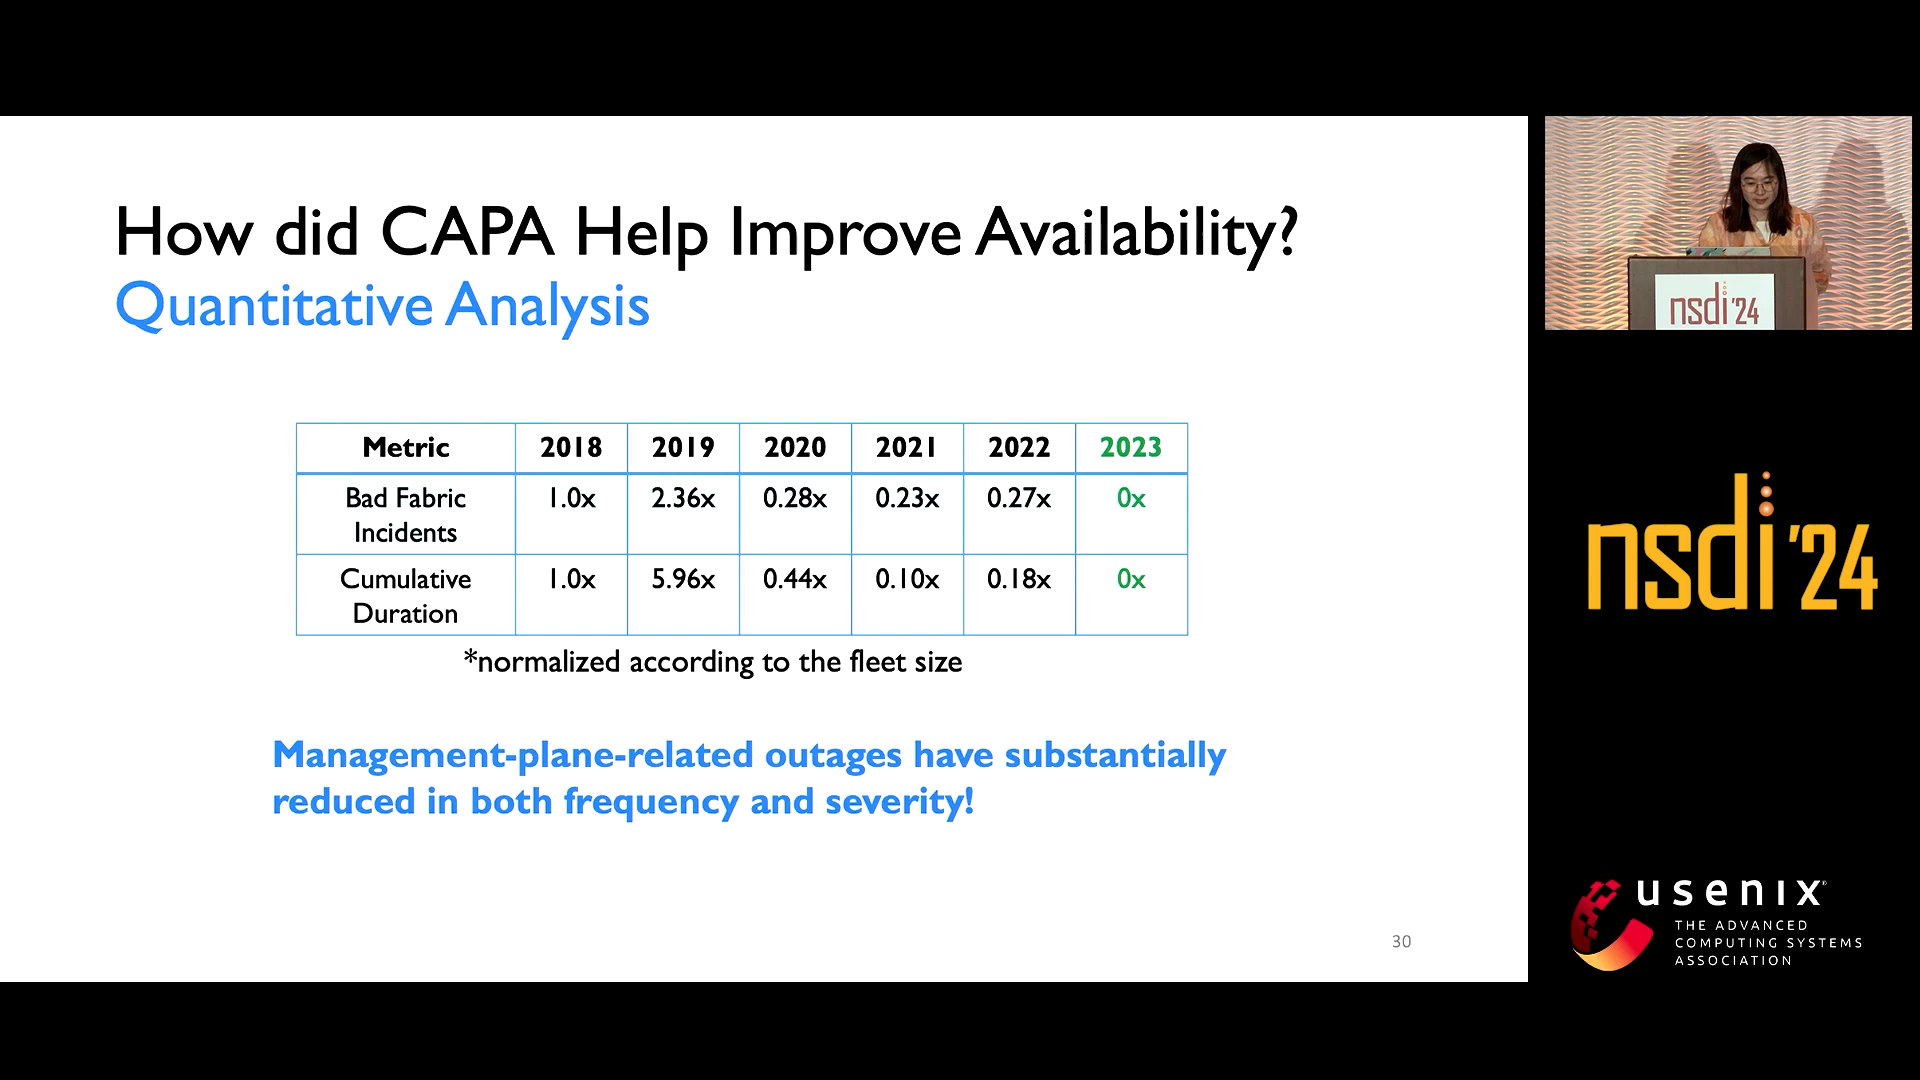 How did CAPA Help Improve Availability?
Quantitative Analysis
Metric 2018 2019 2020 2021 2022 2023
Bad Fabric Incidents 1.0x 2.36x 0.28x 0.23x 0.27x 0x
Cumulative Duration 1.0x 5.96x 0.44x 0.10x 0.18x 0x
*normalized according to the fleet size
Management-plane-related outages have substantially
reduced in both frequency and severity!
30
nsdi '24
nsdi '24
usenix®
THE ADVANCED
COMPUTING SYSTEMS
ASSOCIATION